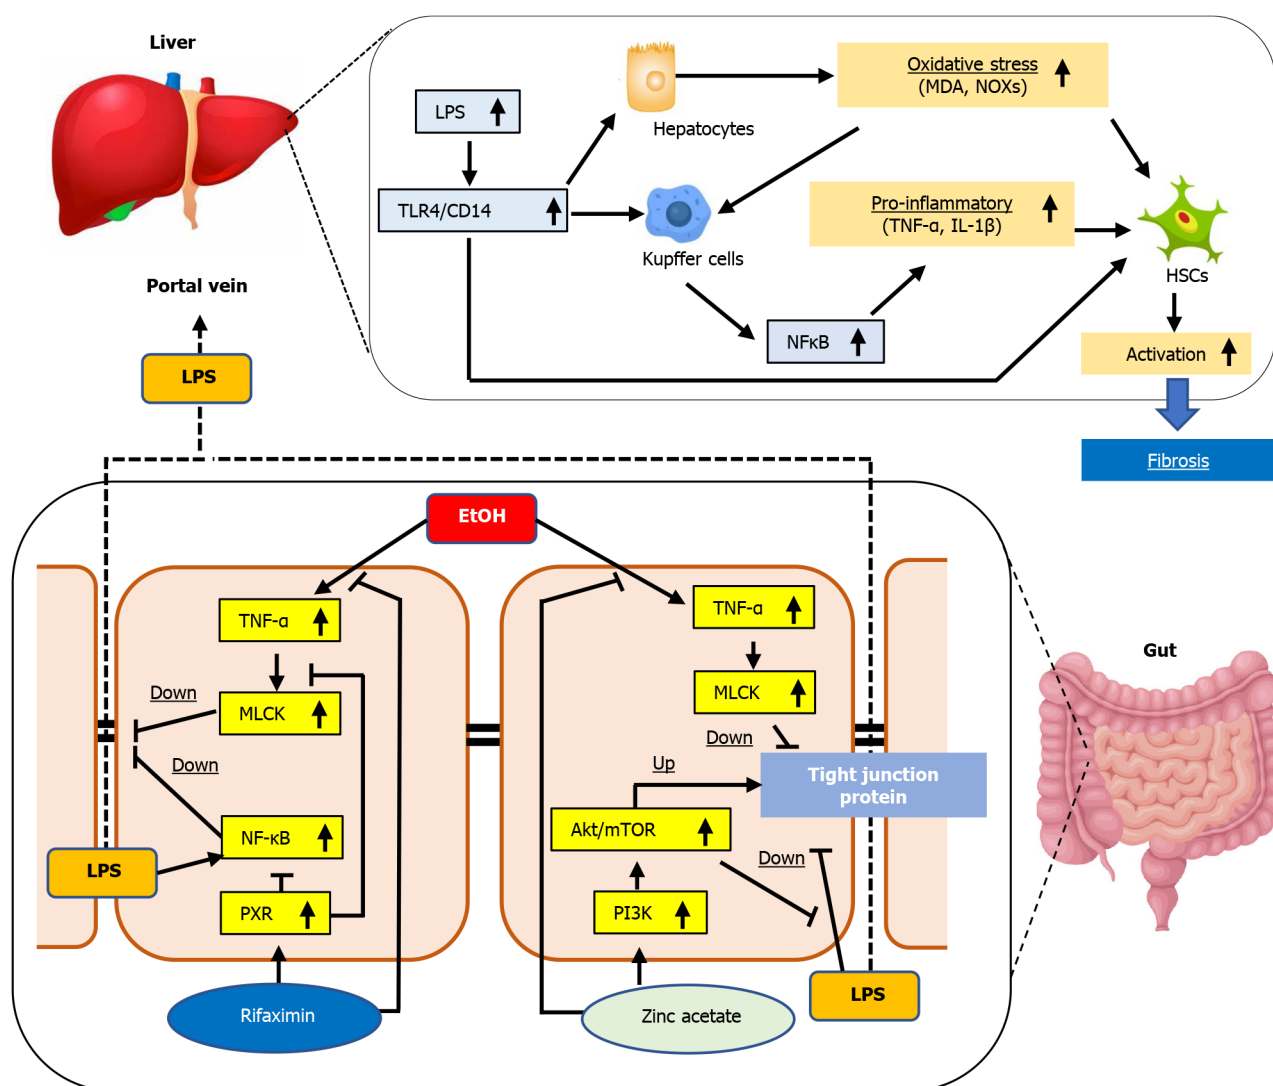 Liver
LPS
Hepatocytes
Oxidative stress
(MDA, NOXs)
TLR4/CD14
Kupffer cells
Pro-inflammatory
(TNF-α, IL-1β)
HSCs
NFκB
Activation
Fibrosis
Portal vein
LPS
EtOH
TNF-α
TNF-α
MLCK
MLCK
Down
Down
Down
Up
Tight junction
protein
NF-κB
Akt/mTOR
Down
LPS
PXR
PI3K
LPS
Rifaximin
Zinc acetate
Gut